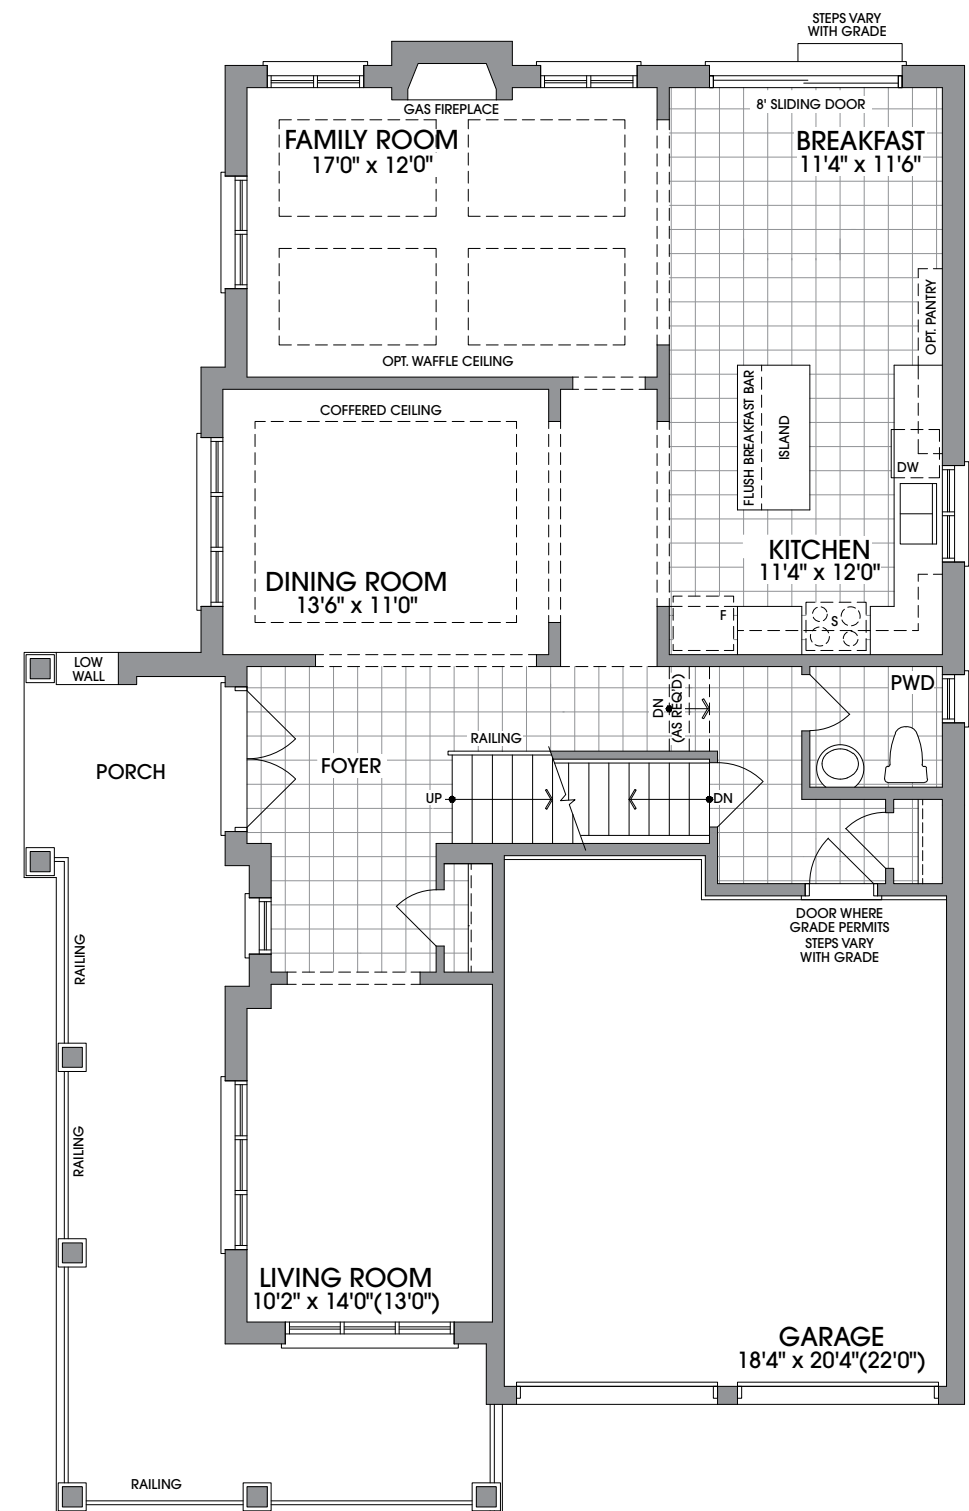 STEPS VARY
WITH GRADE
GAS FIREPLACE
8' SLIDING DOOR
FAMILY ROOM
17'0" x 12'0"
BREAKFAST
11'4" x 11'6"
OPT. PANTRY
OPT. WAFFLE CEILING
COFFERED CEILING
FLUSH BREAKFAST BAR
ISLAND
DW
KITCHEN
11'4" x 12'0"
DINING ROOM
13'6" x 11'0"
F
S
LOW
WALL
PWD
DN
(AS REQ'D)
RAILING
PORCH
FOYER
UP
DN
DOOR WHERE
GRADE PERMITS
STEPS VARY
WITH GRADE
RAILING
RAILING
LIVING ROOM
10'2" x 14'0"(13'0")
GARAGE
18'4" x 20'4"(22'0")
RAILING